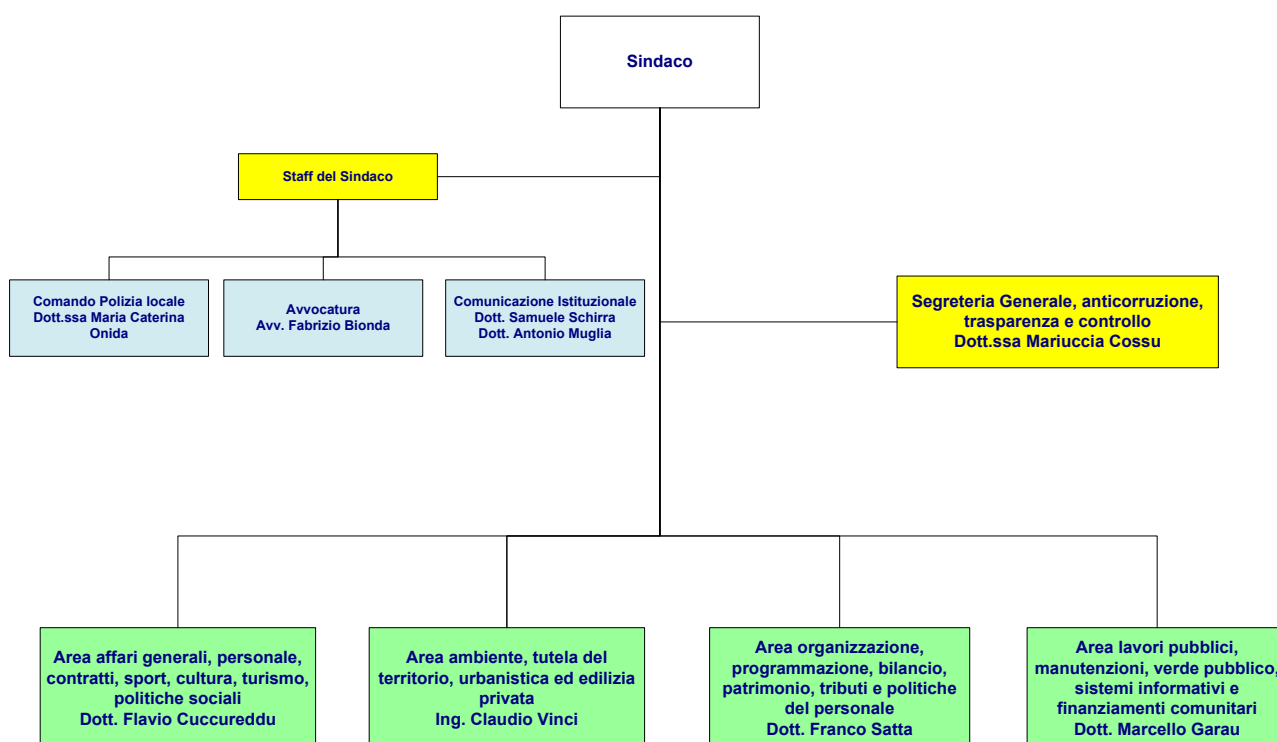 Sindaco
Staff del Sindaco
Comando Polizia locale
Dott.ssa Maria Caterina
Onida
Avvocatura
Avv. Fabrizio Bionda
Comunicazione Istituzionale
Dott. Samuele Schirra
Dott. Antonio Muglia
Segreteria Generale, anticorruzione,
trasparenza e controllo
Dott.ssa Mariuccia Cossu
Area affari generali, personale,
contratti, sport, cultura, turismo,
politiche sociali
Dott. Flavio Cuccureddu
Area ambiente, tutela del
territorio, urbanistica ed edilizia
privata
Ing. Claudio Vinci
Area organizzazione,
programmazione, bilancio,
patrimonio, tributi e politiche
del personale
Dott. Franco Satta
Area lavori pubblici,
manutenzioni, verde pubblico,
sistemi informativi e
finanziamenti comunitari
Dott. Marcello Garau